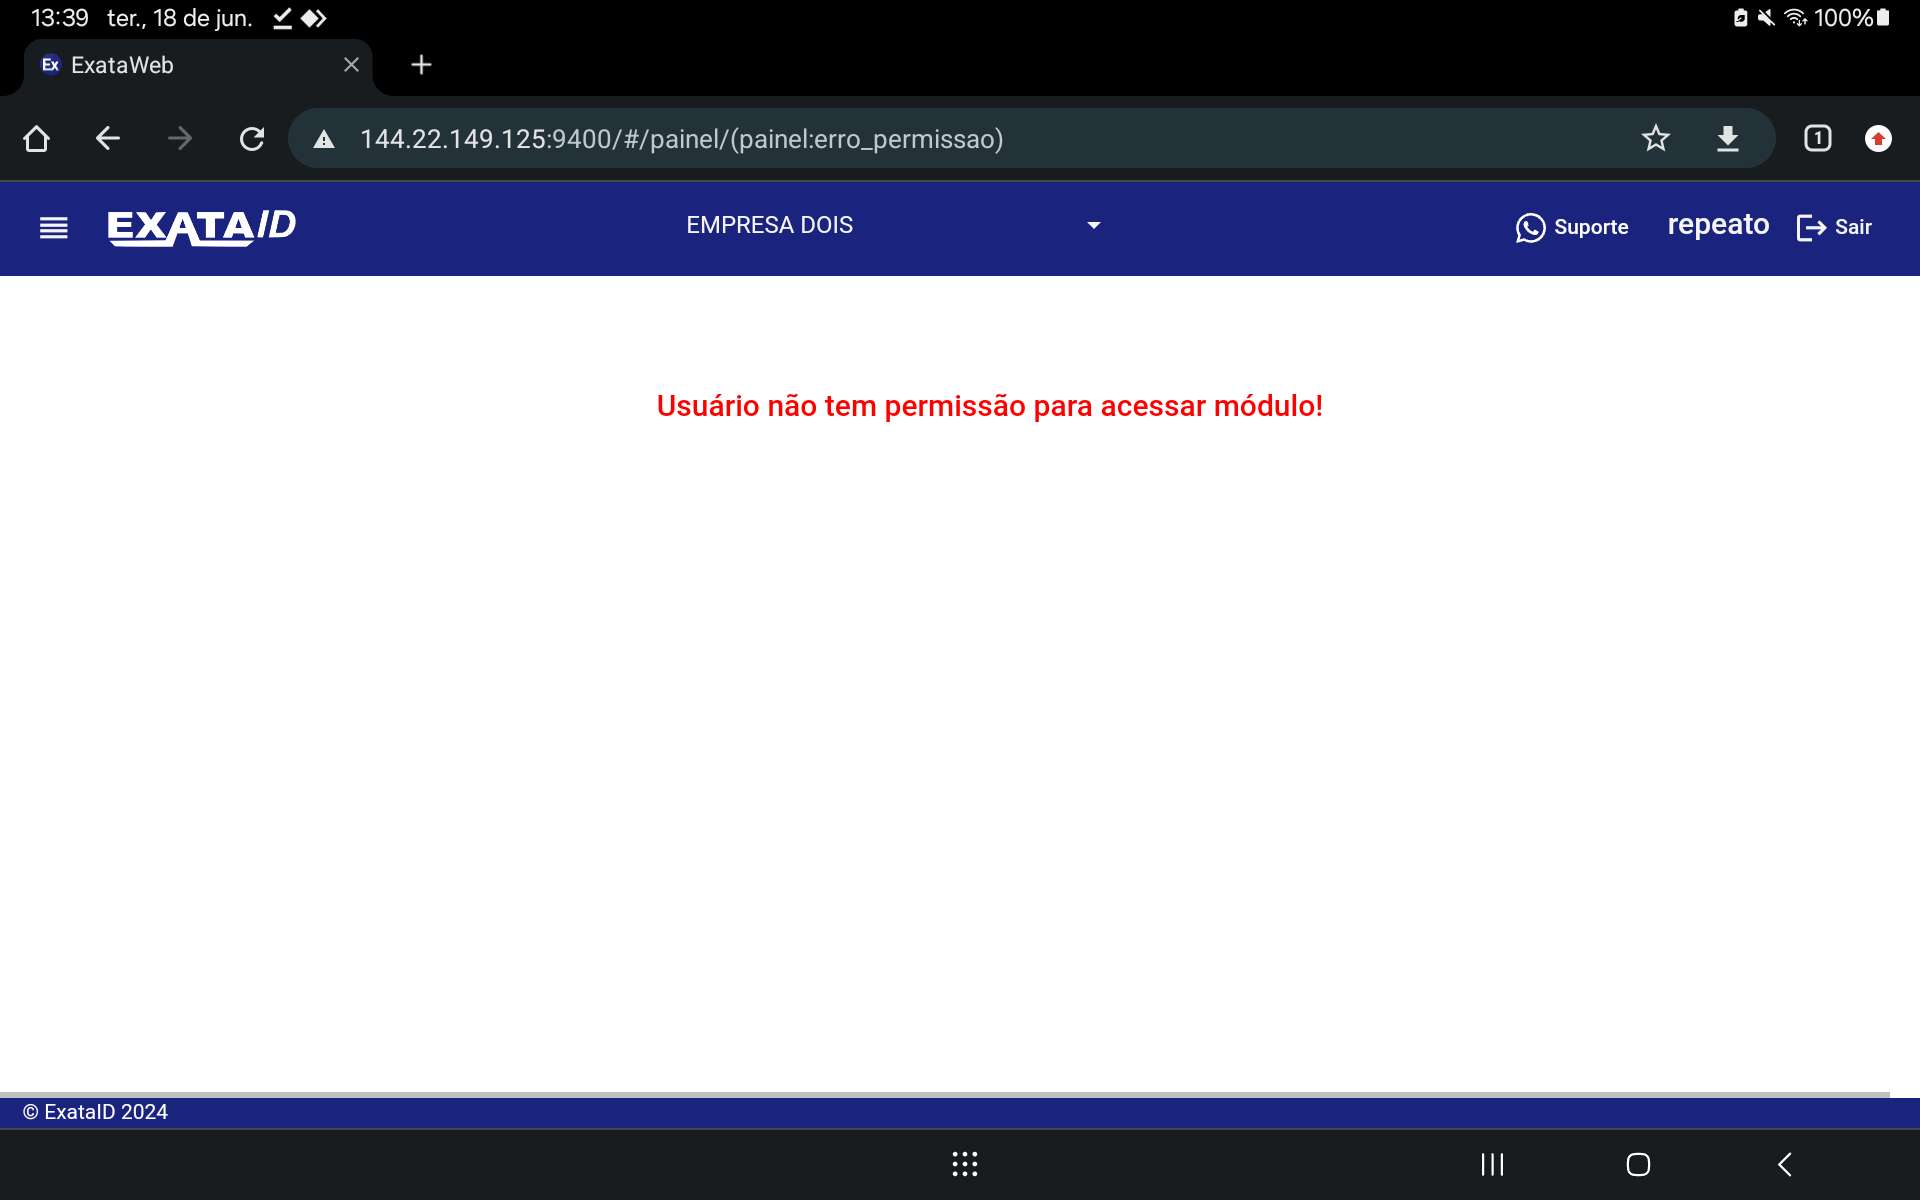 13:39 ter., 18 de jun. 100%
Ex ExataWeb
144.22.149.125:9400/#/painel/(painel:erro_permissao) 1
EXATAID EMPRESA DOIS Suporte repeato Sair
Usuário não tem permissão para acessar módulo!
© ExataID 2024